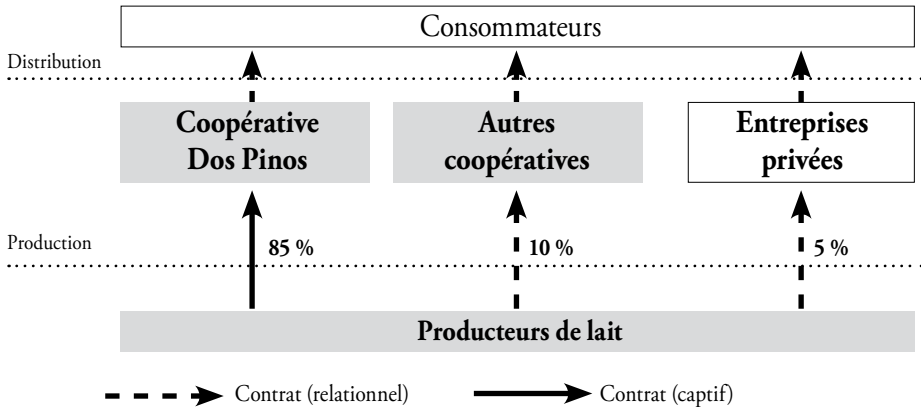 Consommateurs
Distribution
Coopérative
Dos Pinos
Autres
coopératives
Entreprises
privées
Production
85 %
10 %
5 %
Producteurs de lait
Contrat (relationnel)
Contrat (captif)